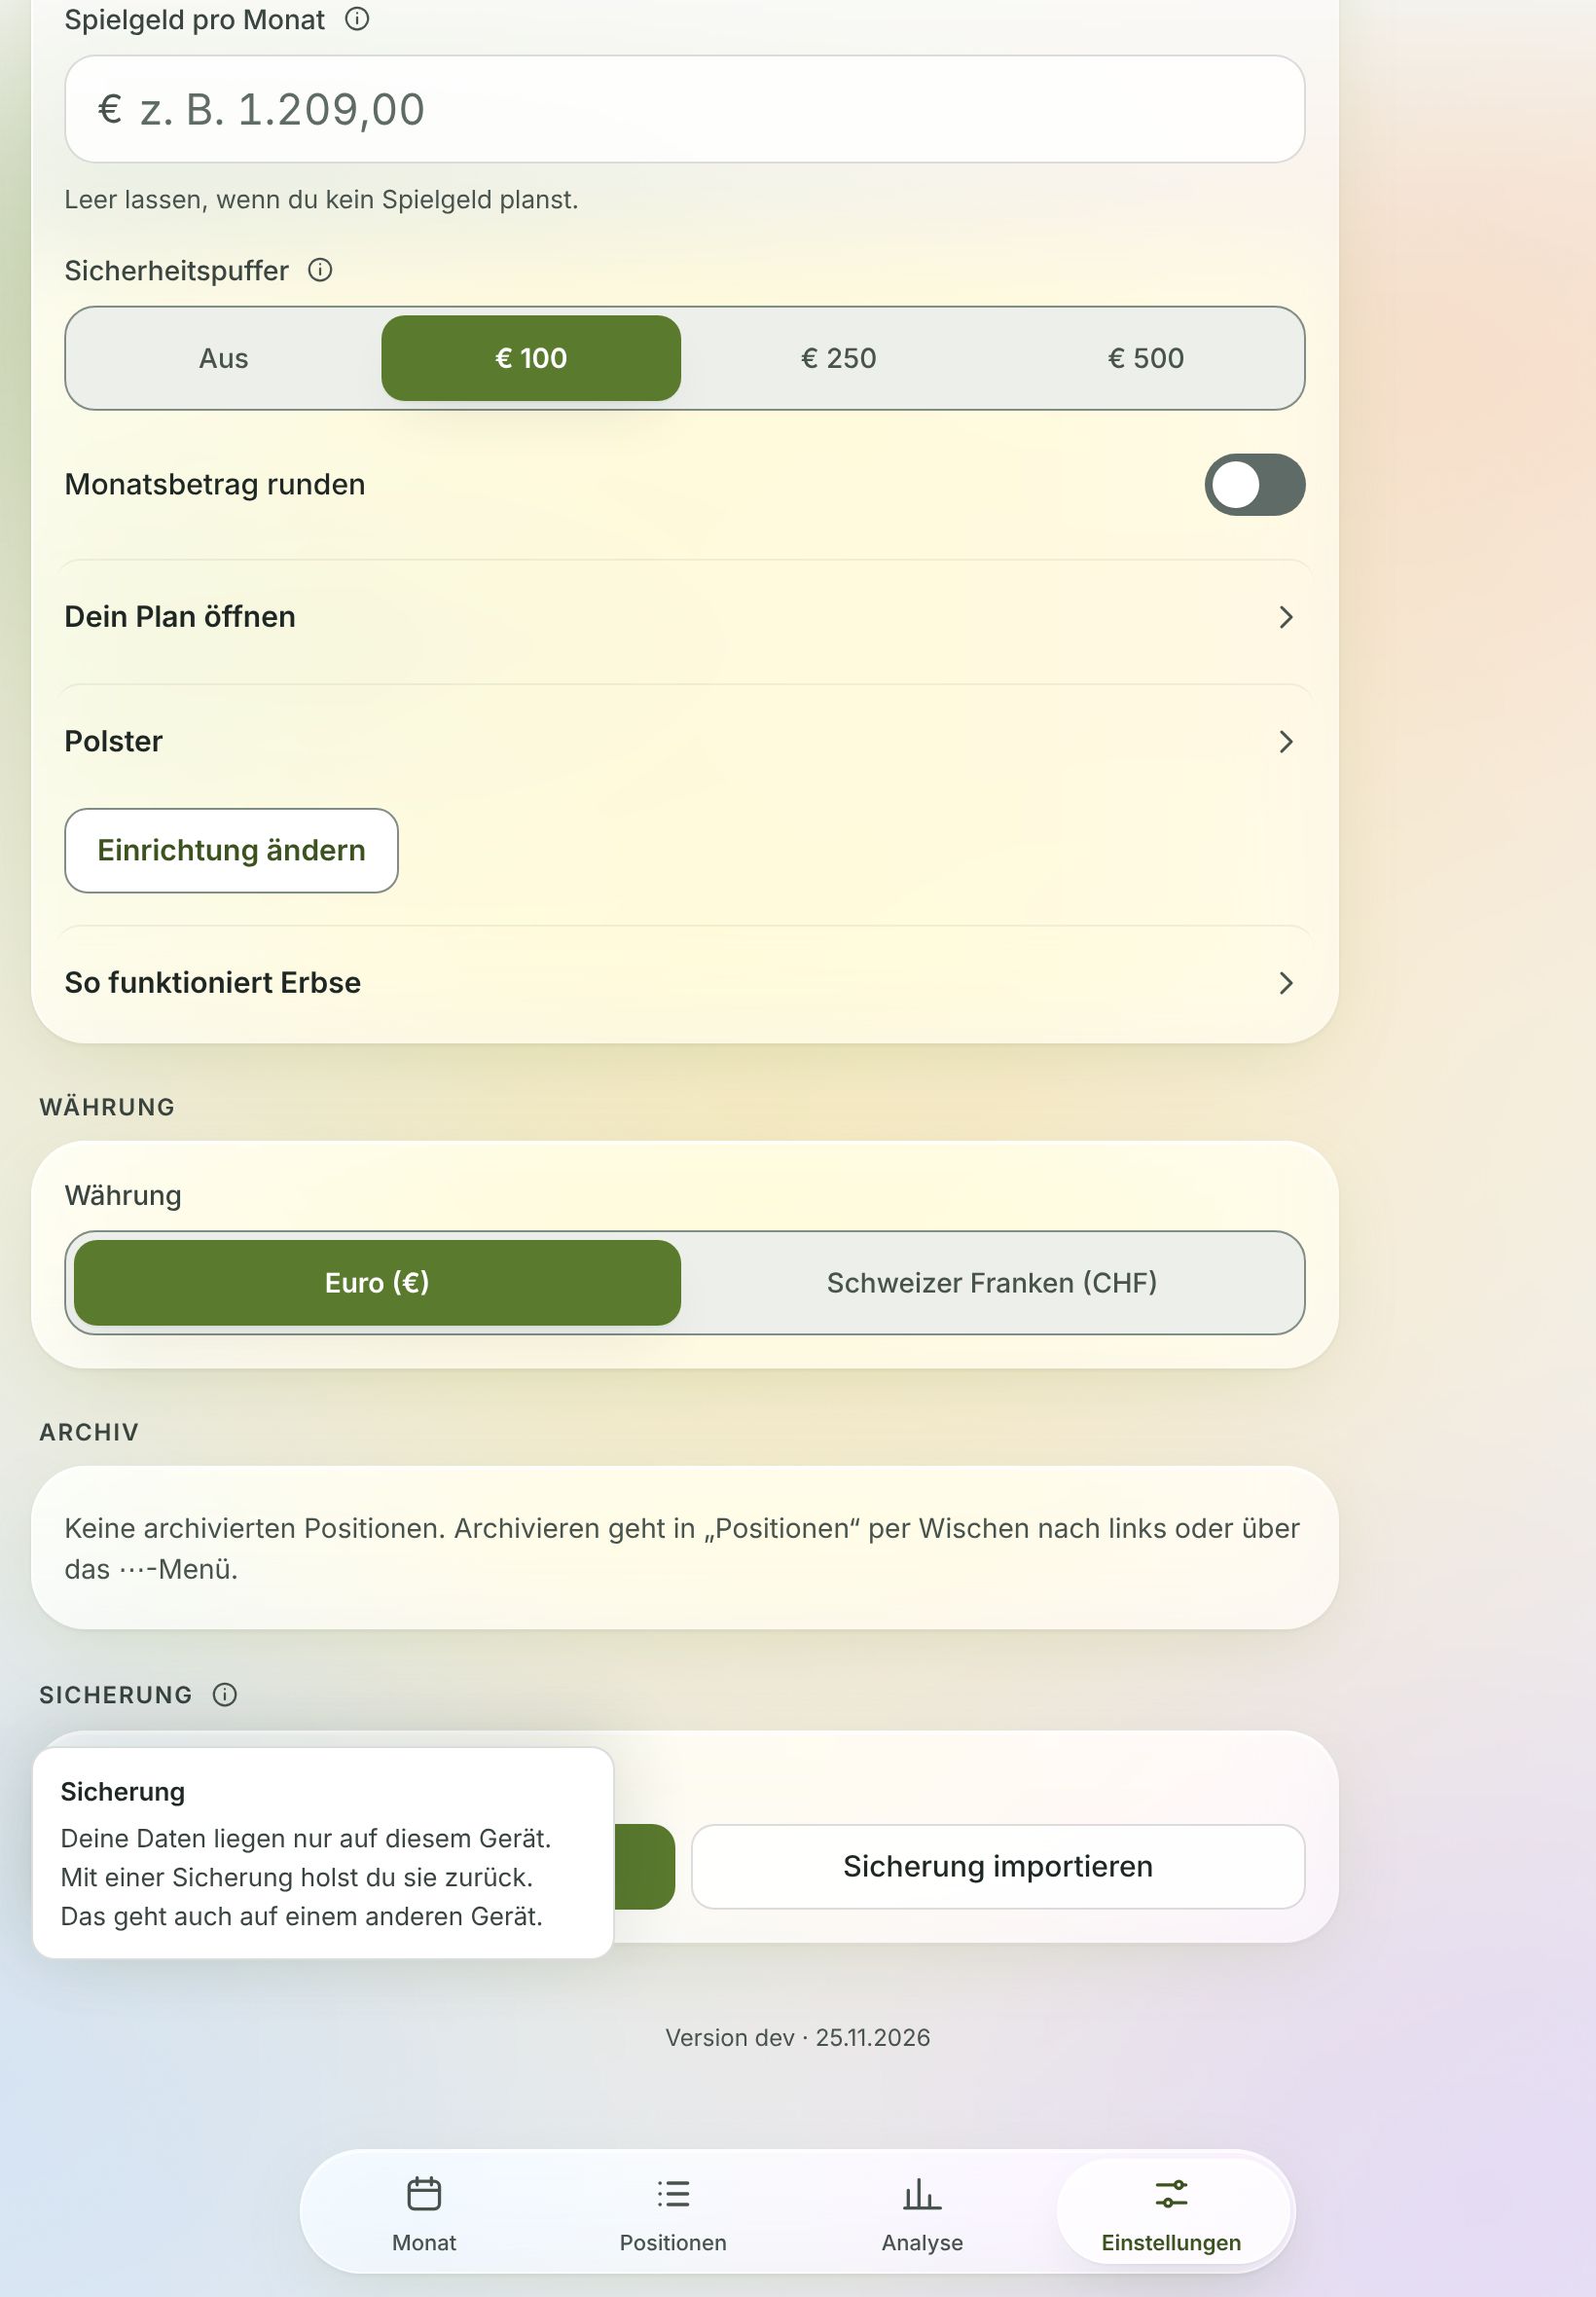 Spielgeld pro Monat
€ z. B. 1.209,00
Leer lassen, wenn du kein Spielgeld planst.
Sicherheitspuffer
Aus
€ 100
€ 250
€ 500
Monatsbetrag runden
Dein Plan öffnen
Polster
Einrichtung ändern
So funktioniert Erbse
WÄHRUNG
Währung
Euro (€)
Schweizer Franken (CHF)
ARCHIV
Keine archivierten Positionen. Archivieren geht in „Positionen“ per Wischen nach links oder über
das ···-Menü.
SICHERUNG
Sicherung
Deine Daten liegen nur auf diesem Gerät.
Mit einer Sicherung holst du sie zurück.
Das geht auch auf einem anderen Gerät.
Sicherung importieren
Version dev · 25.11.2026
Monat
Positionen
Analyse
Einstellungen